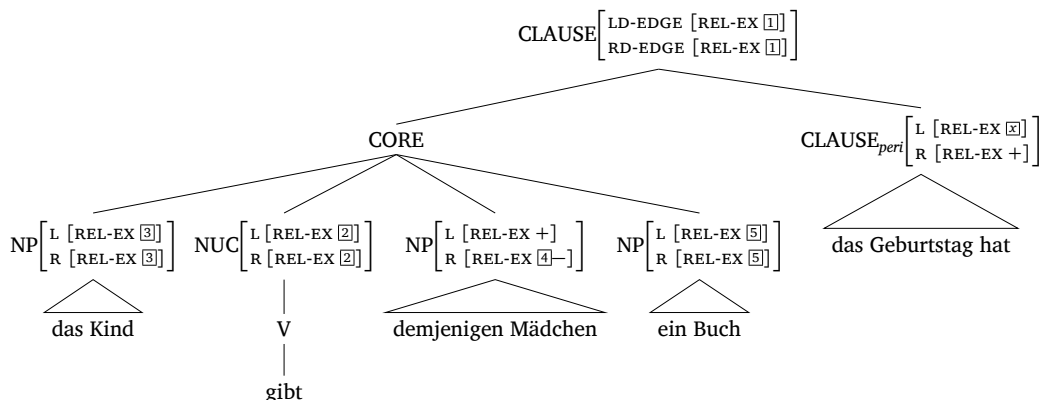 CLAUSE[LD-EDGE [REL-EX 1]
RD-EDGE [REL-EX 1]]
CORE
CLAUSEperi[L [REL-EX x]
R [REL-EX +]]
NP[L [REL-EX 3]
R [REL-EX 3]]
NUC[L [REL-EX 2]
R [REL-EX 2]]
NP[L [REL-EX +]
R [REL-EX 4−]]
NP[L [REL-EX 5]
R [REL-EX 5]]
das Geburtstag hat
das Kind
V
demjenigen Mädchen
ein Buch
gibt